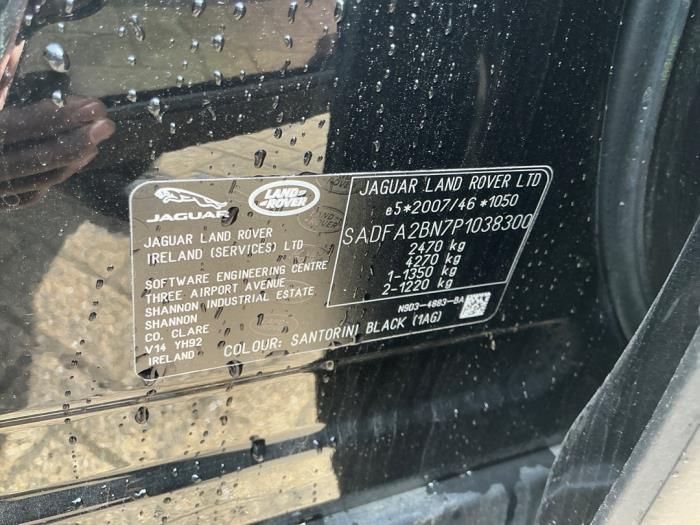 JAGUAR
LAND-
ROVER
JAGUAR LAND ROVER
IRELAND (SERVICES) LTD
SOFTWARE ENGINEERING CENTRE
THREE AIRPORT AVENUE
SHANNON INDUSTRIAL ESTATE
SHANNON
CO. CLARE
V14 YH92
IRELAND
COLOUR: SANTORINI BLACK (1AG)
JAGUAR LAND ROVER LTD
e5*2007/46 *1050
SADFA2BN7P1038300
2470 kg
4270 kg
1-1350 kg
2-1220 kg
N9D3-4883-BA